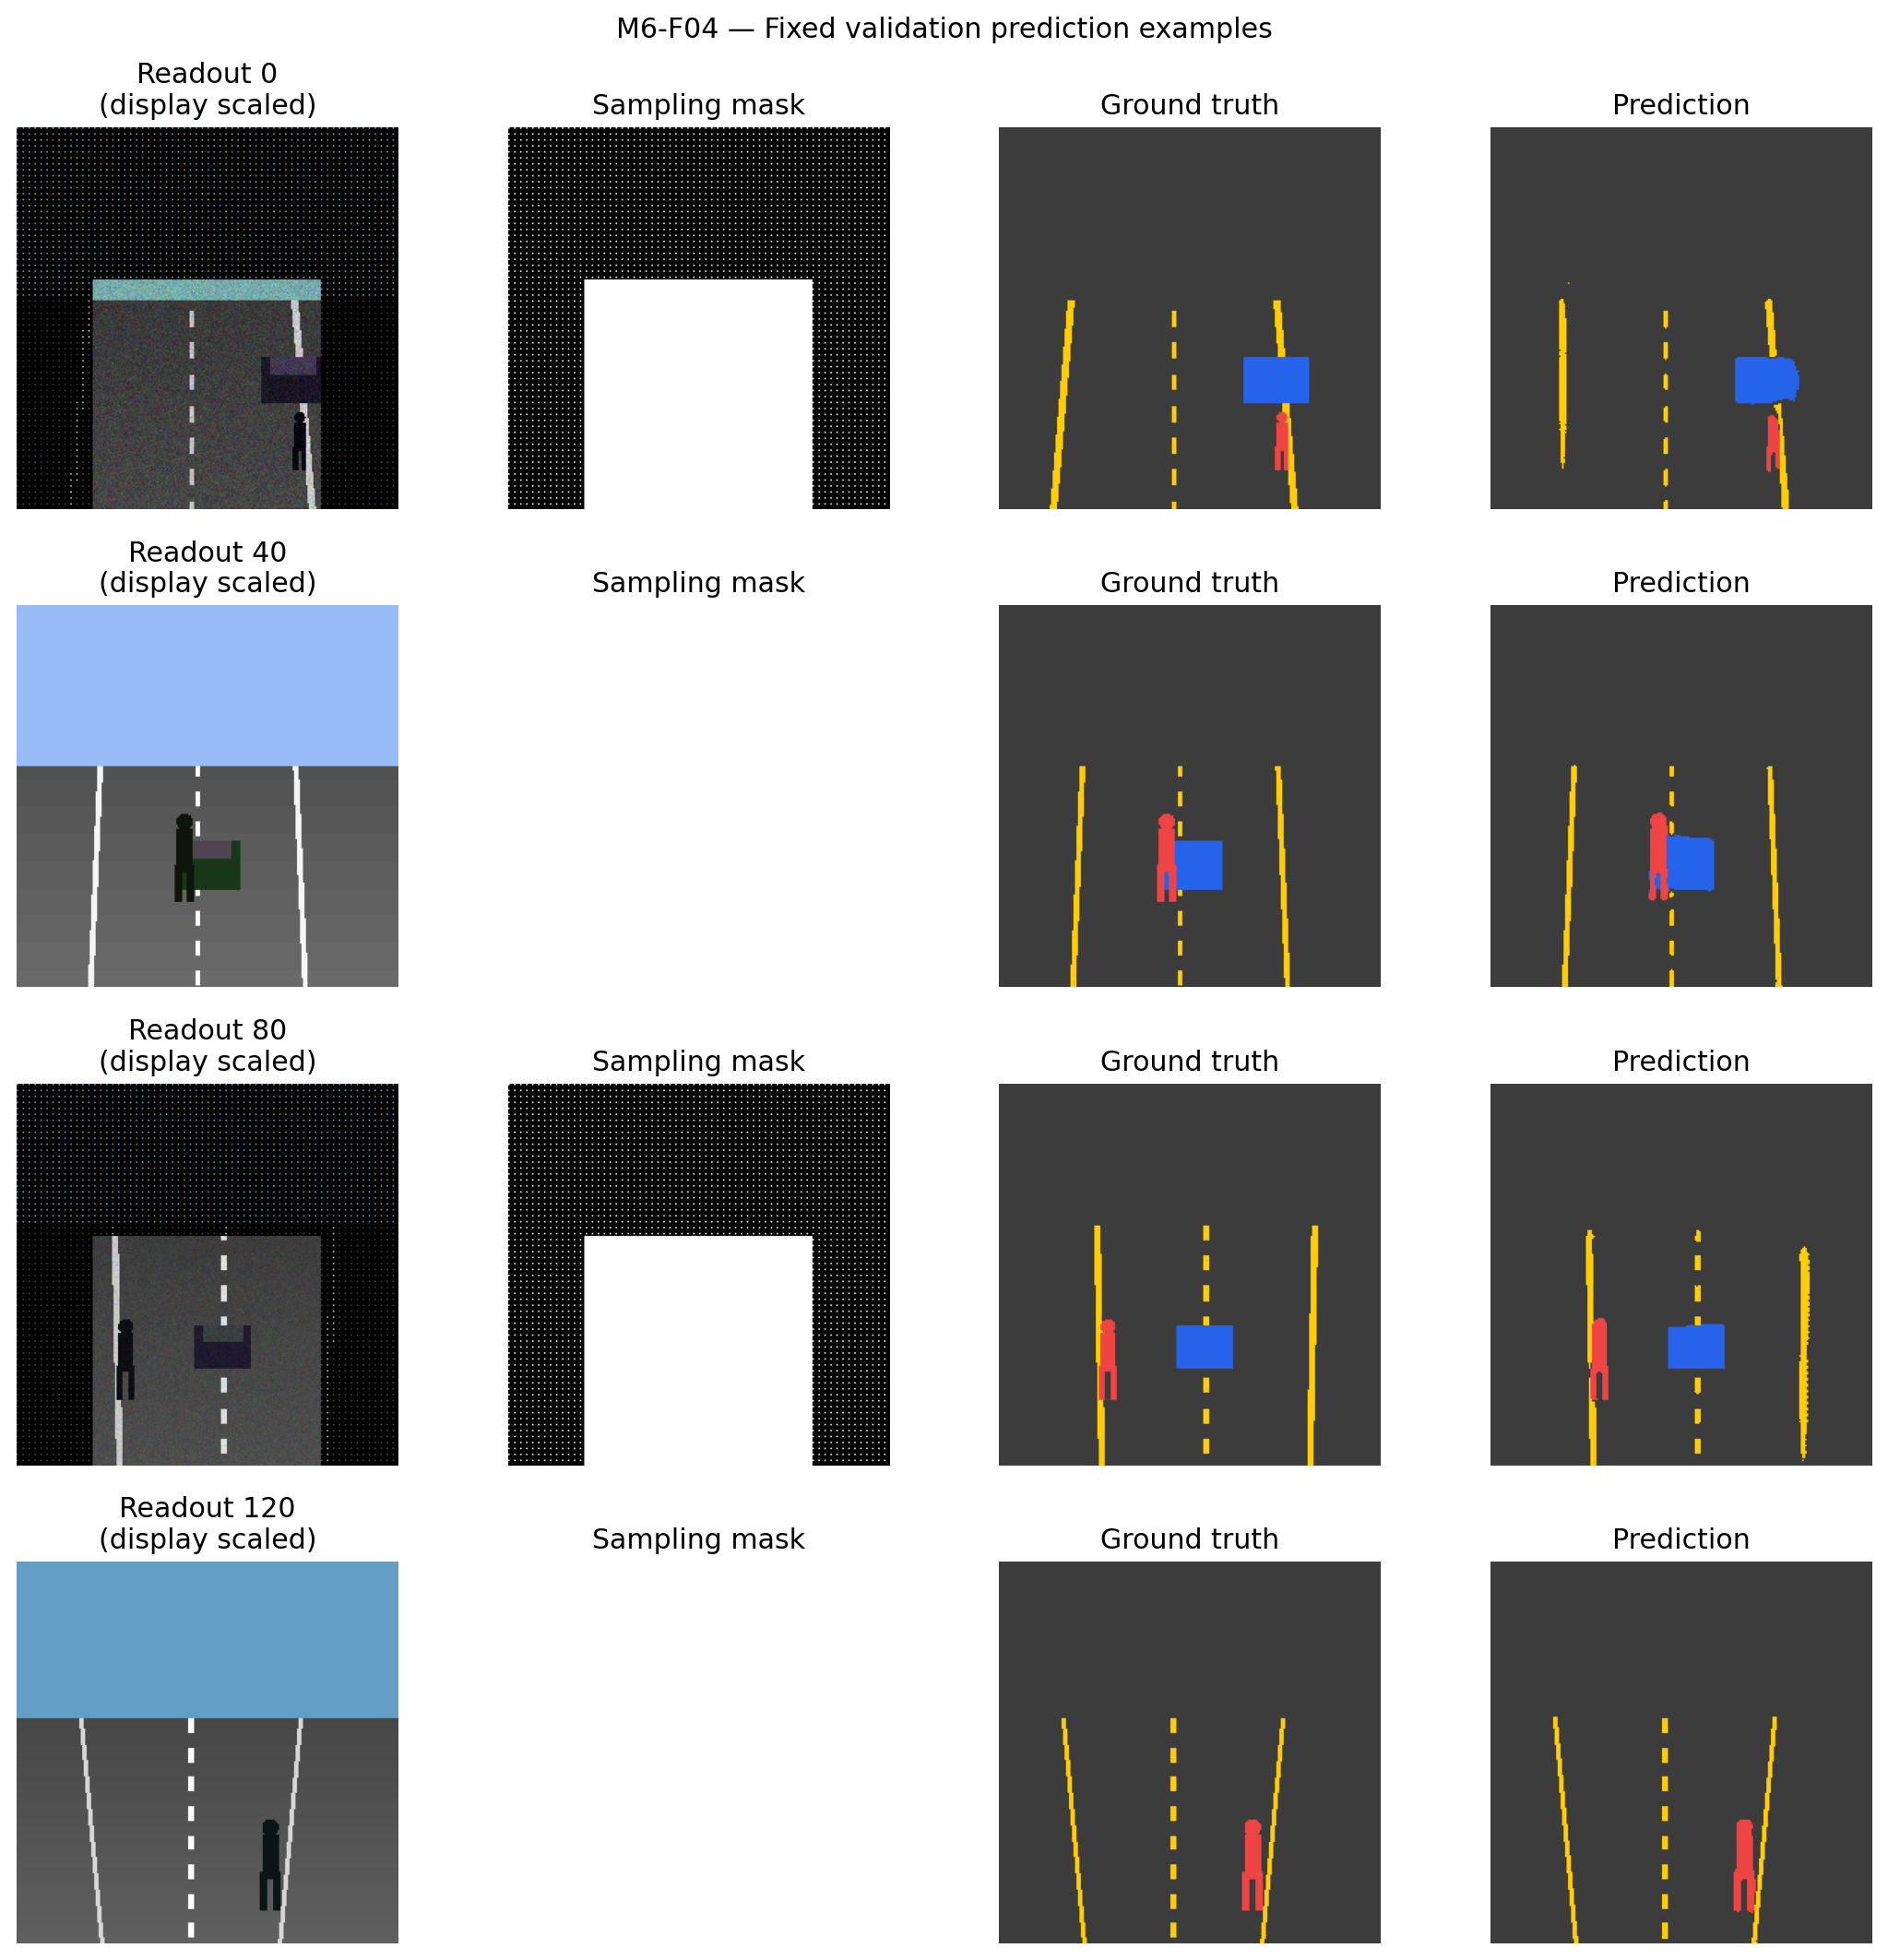 M6-F04 — Fixed validation prediction examples
Readout 0
(display scaled)
Sampling mask
Ground truth
Prediction
Readout 40
(display scaled)
Sampling mask
Ground truth
Prediction
Readout 80
(display scaled)
Sampling mask
Ground truth
Prediction
Readout 120
(display scaled)
Sampling mask
Ground truth
Prediction